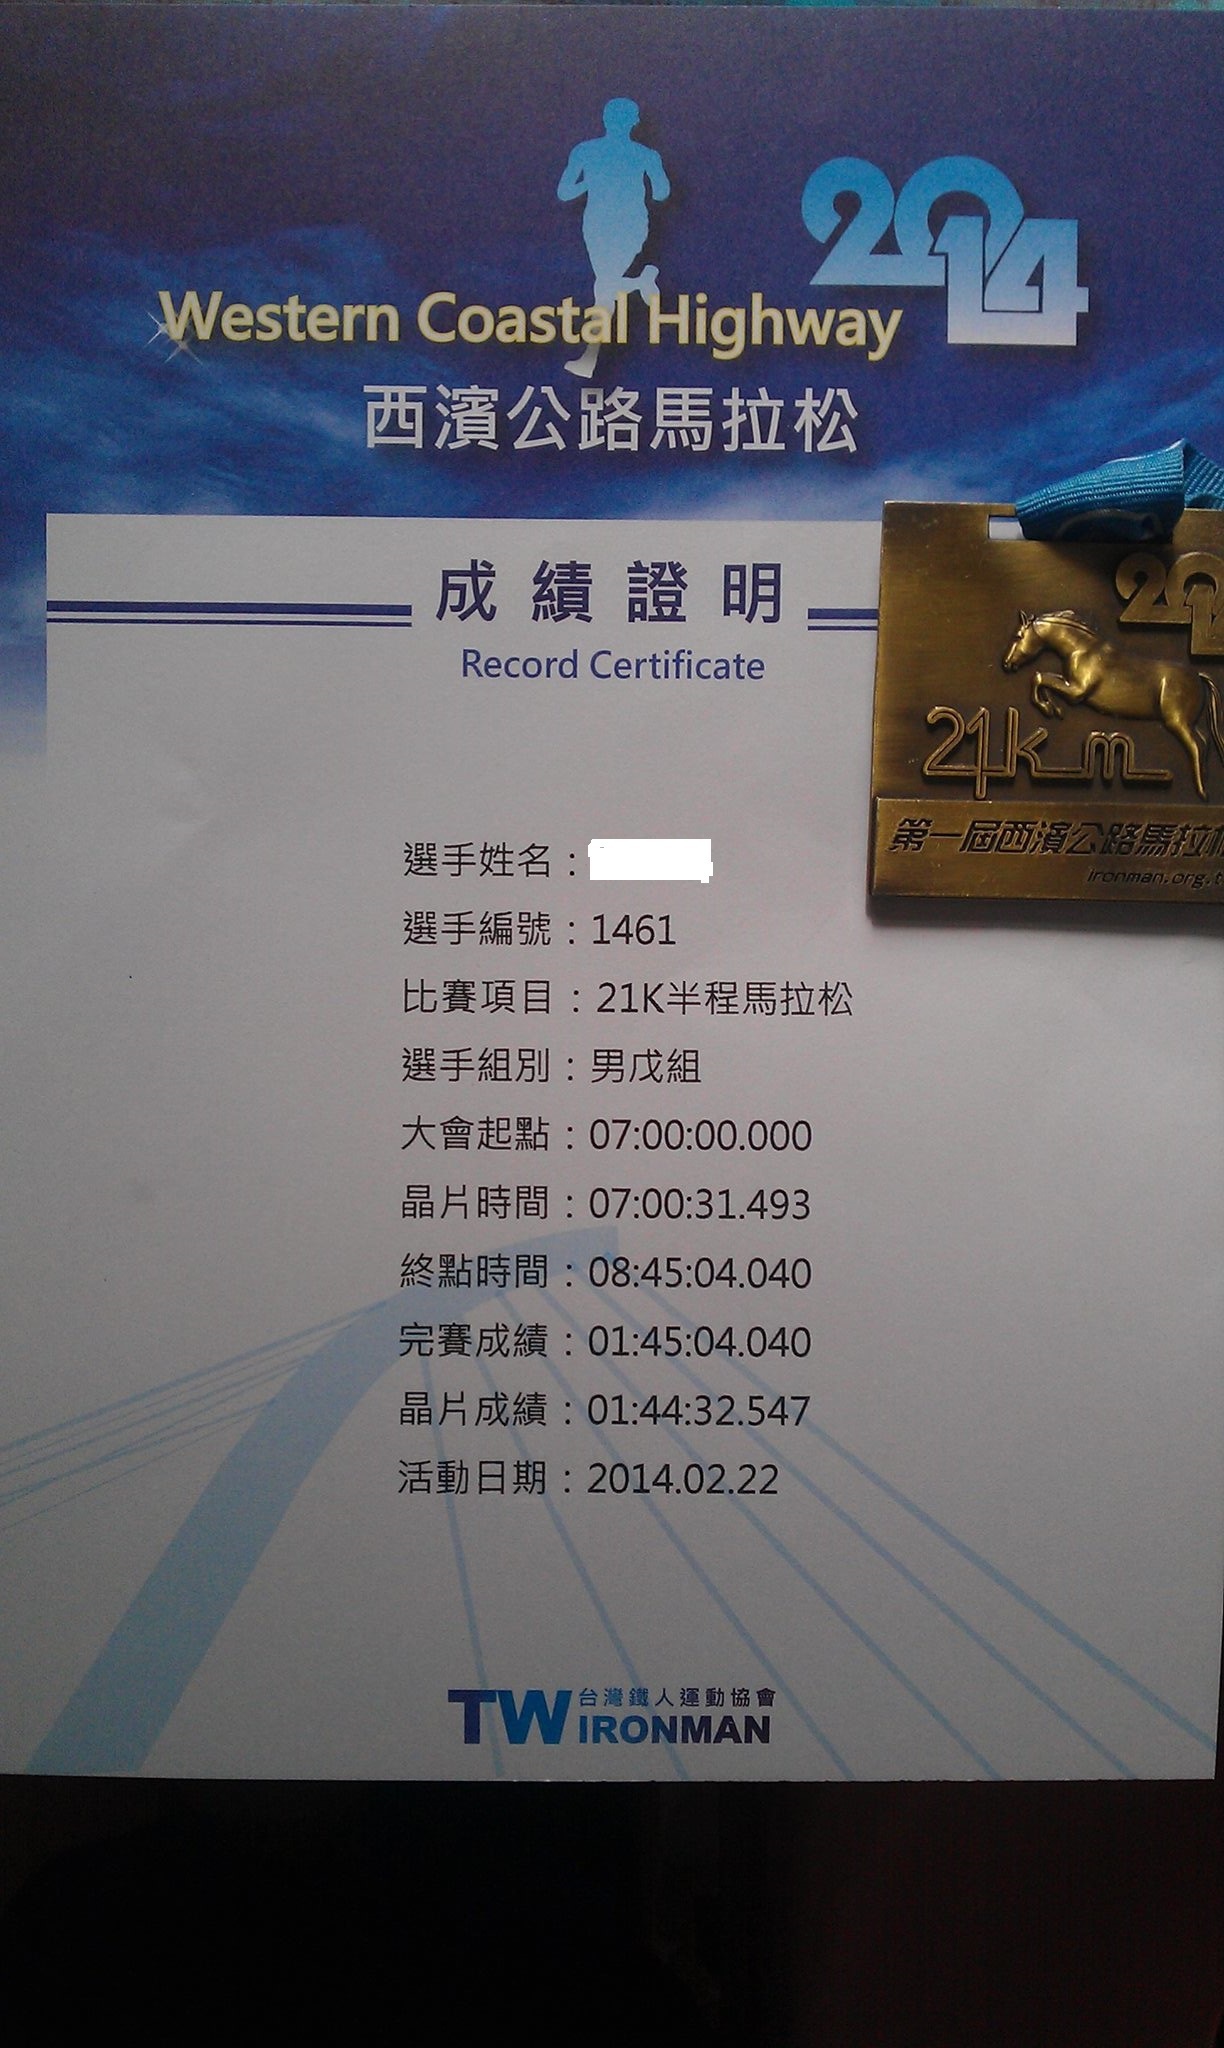 2014
Western Coastal Highway
西濱公路馬拉松
成績證明
Record Certificate
21km
第一屆西濱公路馬拉
ironman.org.t
選手姓名：
選手編號：1461
比賽項目：21K半程馬拉松
選手組別：男戊組
大會起點：07:00:00.000
晶片時間：07:00:31.493
終點時間：08:45:04.040
完賽成績：01:45:04.040
晶片成績：01:44:32.547
活動日期：2014.02.22
TW 台灣鐵人運動協會
IRONMAN